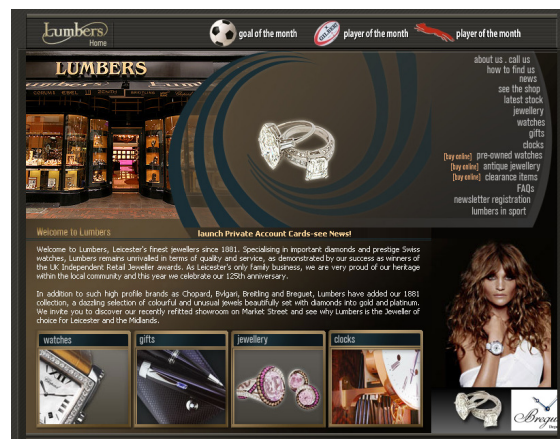 Lumbers
Home
goal of the month
GILBERT
player of the month
player of the month
LUMBERS
about us . call us
how to find us
news
see the shop
latest stock
jewellery
watches
gifts
clocks
[buy online] pre-owned watches
[buy online] antique jewellery
[buy online] clearance items
FAQs
newsletter registration
lumbers in sport
Welcome to Lumbers
launch Private Account Cards-see News!
Welcome to Lumbers, Leicester's finest jewellers since 1881. Specialising in important diamonds and prestige Swiss
watches, Lumbers remains unrivalled in terms of quality and service, as demonstrated by our success as winners of
the UK Independent Retail Jeweller awards. As Leicester's only family business, we are very proud of our heritage
within the local community and this year we celebrate our 125th anniversary.
In addition to such high profile brands as Chopard, Bvlgari, Breitling and Breguet, Lumbers have added our 1881
collection, a dazzling selection of colourful and unusual jewels beautifully set with diamonds into gold and platinum.
We invite you to discover our recently refitted showroom on Market Street and see why Lumbers is the Jeweller of
choice for Leicester and the Midlands.
watches
gifts
jewellery
clocks
Bregu